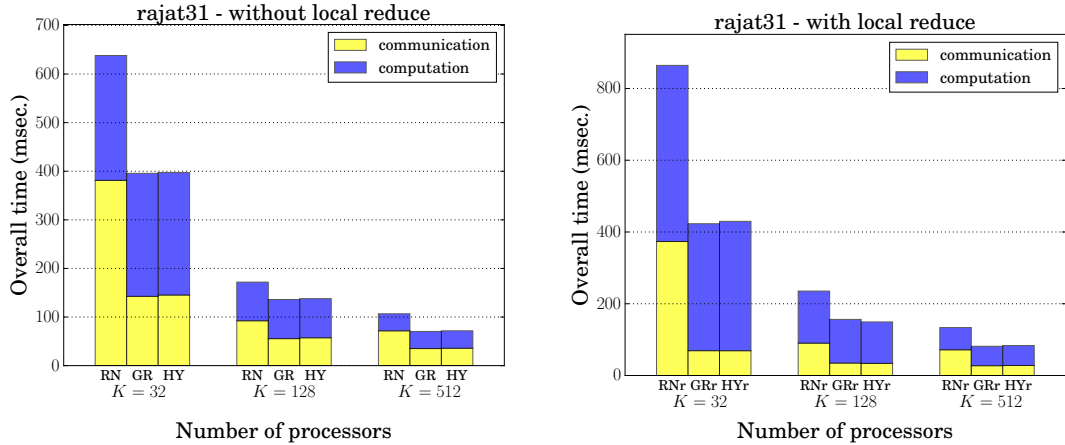 rajat31 - without local reduce
700
600
500
400
300
200
100
0
Overall time (msec.)
communication
computation
RN GR HY
K = 32
RN GR HY
K = 128
RN GR HY
K = 512
Number of processors
rajat31 - with local reduce
800
600
400
200
0
Overall time (msec.)
communication
computation
RNr GRr HYr
K = 32
RNr GRr HYr
K = 128
RNr GRr HYr
K = 512
Number of processors